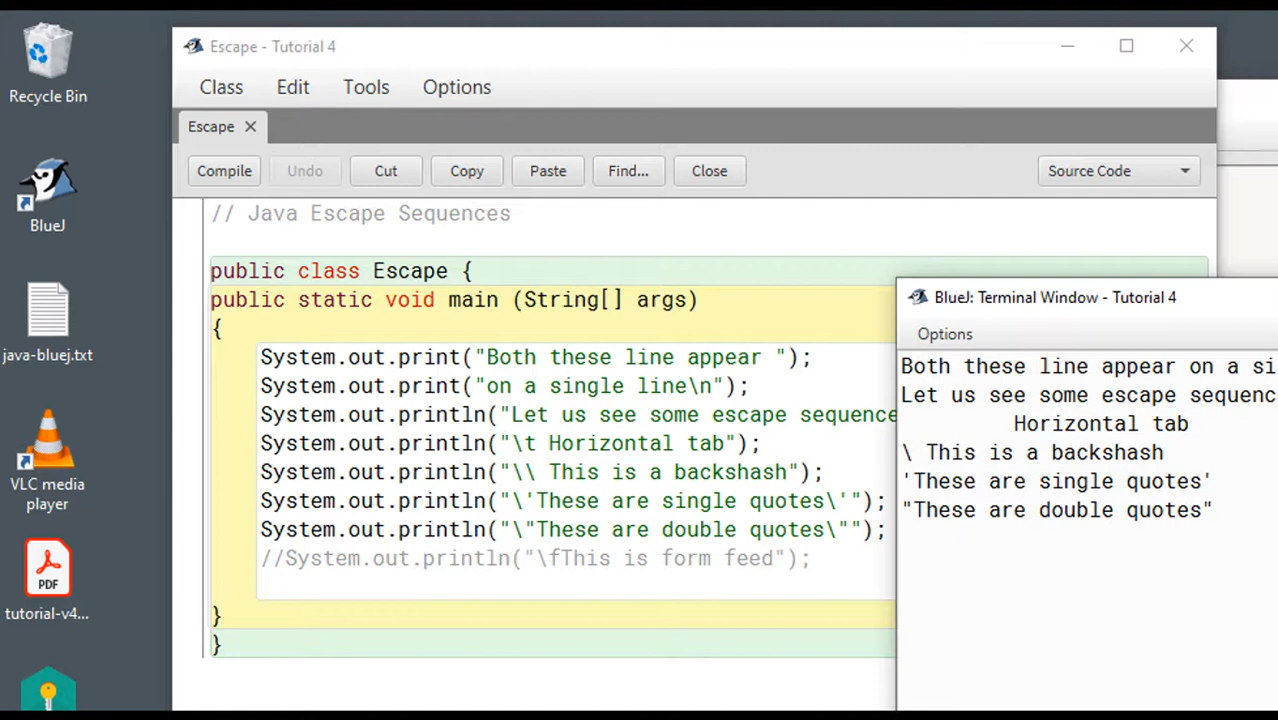 Recycle Bin
BlueJ
java-bluej.txt
VLC media
player
PDF
tutorial-v4...
Escape - Tutorial 4
Class Edit Tools Options
Escape
Compile Undo Cut Copy Paste Find... Close Source Code
// Java Escape Sequences
public class Escape {
public static void main (String[] args)
{
System.out.print("Both these line appear ");
System.out.print("on a single line\n");
System.out.println("Let us see some escape sequence
System.out.println("\t Horizontal tab");
System.out.println("\\ This is a backshash");
System.out.println("\'These are single quotes\'");
System.out.println("\"These are double quotes\"");
//System.out.println("\fThis is form feed");
}
}
BlueJ: Terminal Window - Tutorial 4
Options
Both these line appear on a si
Let us see some escape sequenc
Horizontal tab
\ This is a backshash
'These are single quotes'
"These are double quotes"